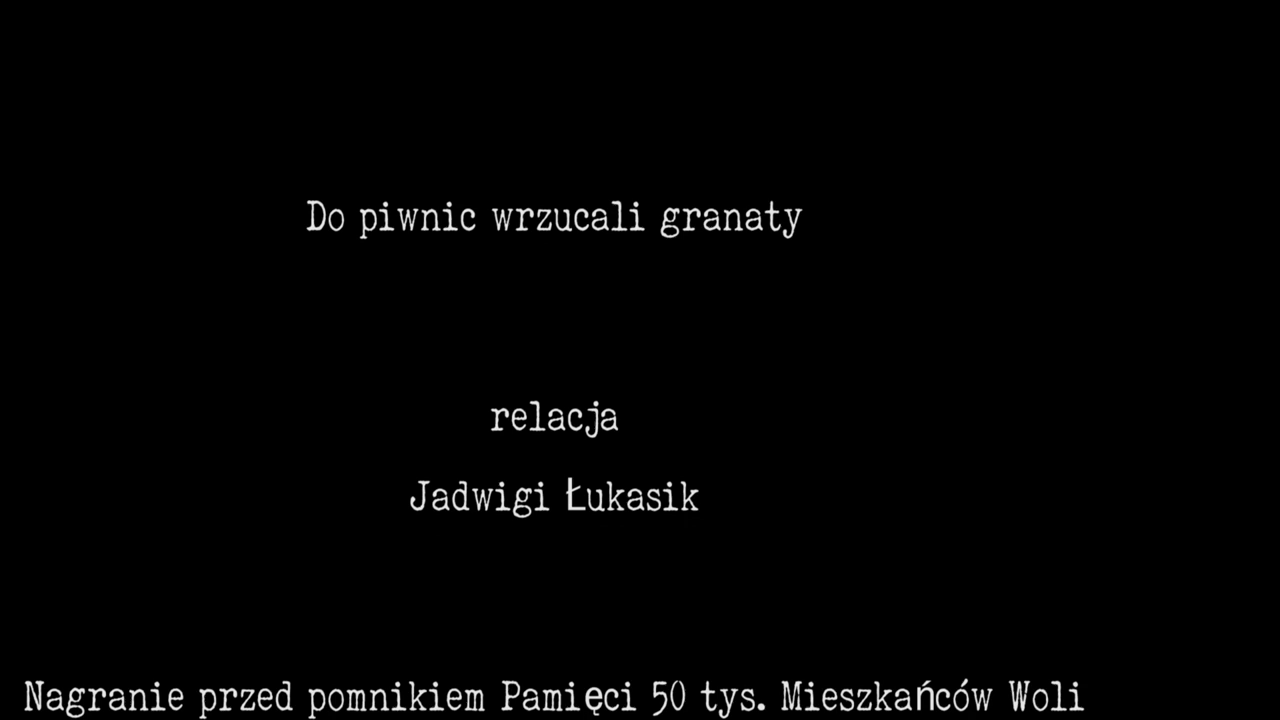 Do piwnic wrzucali granaty
relacja
Jadwigi Łukasik
Nagranie przed pomnikiem Pamięci 50 tys. Mieszkańców Woli